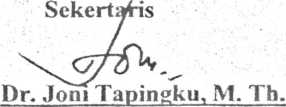 Sekertaris
Dr. Joni Tapingku, M. Th.